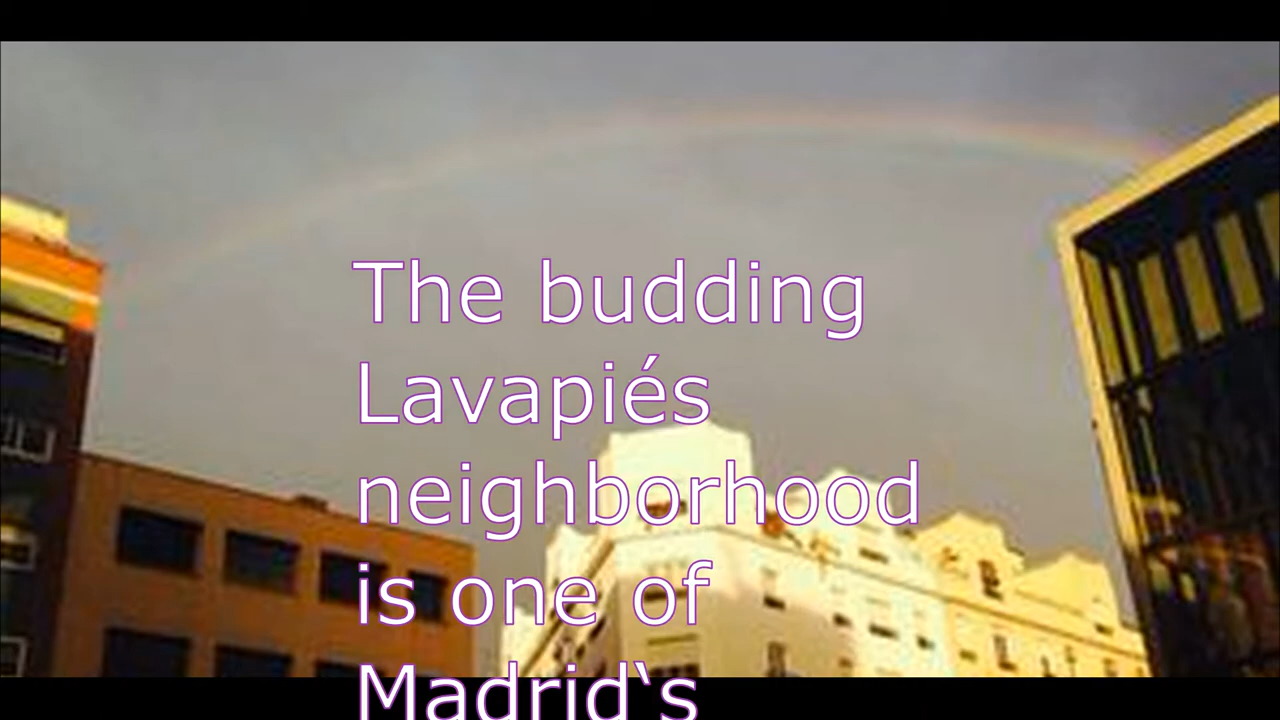 The budding
Lavapiés
neighborhood
is one of
Madrid‛s